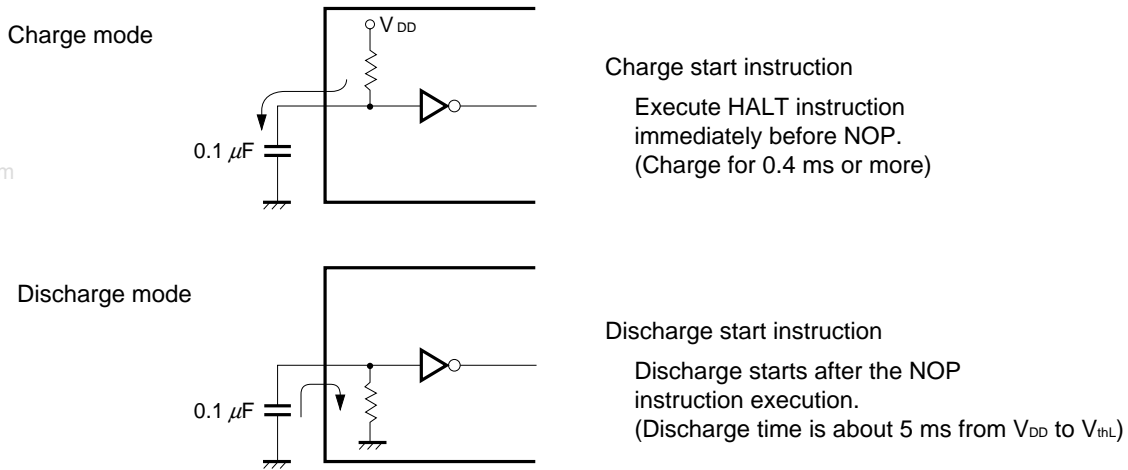 Charge mode
V DD
0.1 μF
Charge start instruction
Execute HALT instruction
immediately before NOP.
(Charge for 0.4 ms or more)
m
Discharge mode
0.1 μF
Discharge start instruction
Discharge starts after the NOP
instruction execution.
(Discharge time is about 5 ms from VDD to VthL)